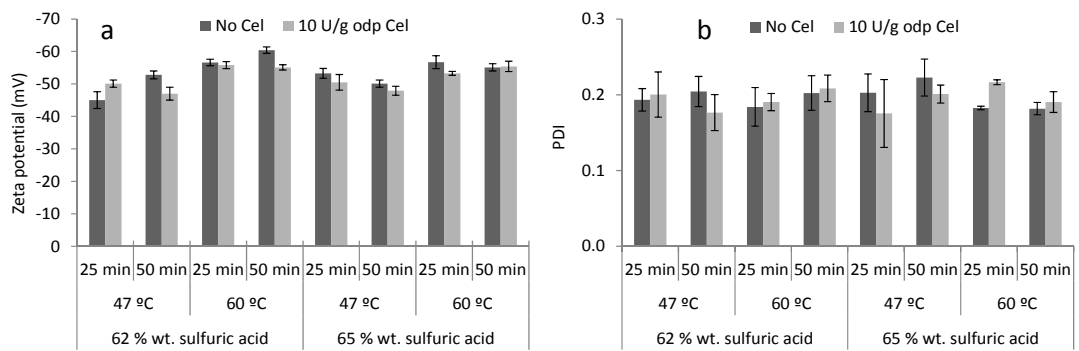 a
No Cel
10 U/g odp Cel
Zeta potential (mV)
-70
-60
-50
-40
-30
-20
-10
0
25 min 50 min 25 min 50 min 25 min 50 min 25 min 50 min
47 ºC 60 ºC 47 ºC 60 ºC
62 % wt. sulfuric acid 65 % wt. sulfuric acid
b
No Cel
10 U/g odp Cel
PDI
0.3
0.2
0.1
0.0
25 min 50 min 25 min 50 min 25 min 50 min 25 min 50 min
47 ºC 60 ºC 47 ºC 60 ºC
62 % wt. sulfuric acid 65 % wt. sulfuric acid